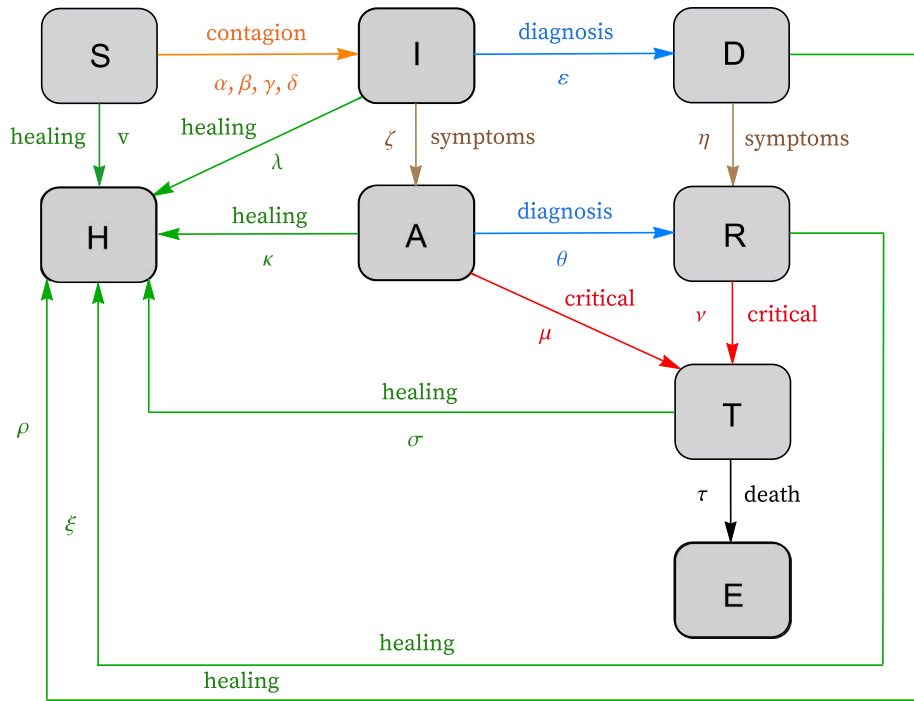 S
contagion
α, β, γ, δ
I
diagnosis
ε
D
healing
v
healing
λ
ζ
symptoms
η
symptoms
H
healing
κ
A
diagnosis
θ
R
critical
μ
ν
critical
healing
σ
T
ρ
ξ
τ
death
E
healing
healing